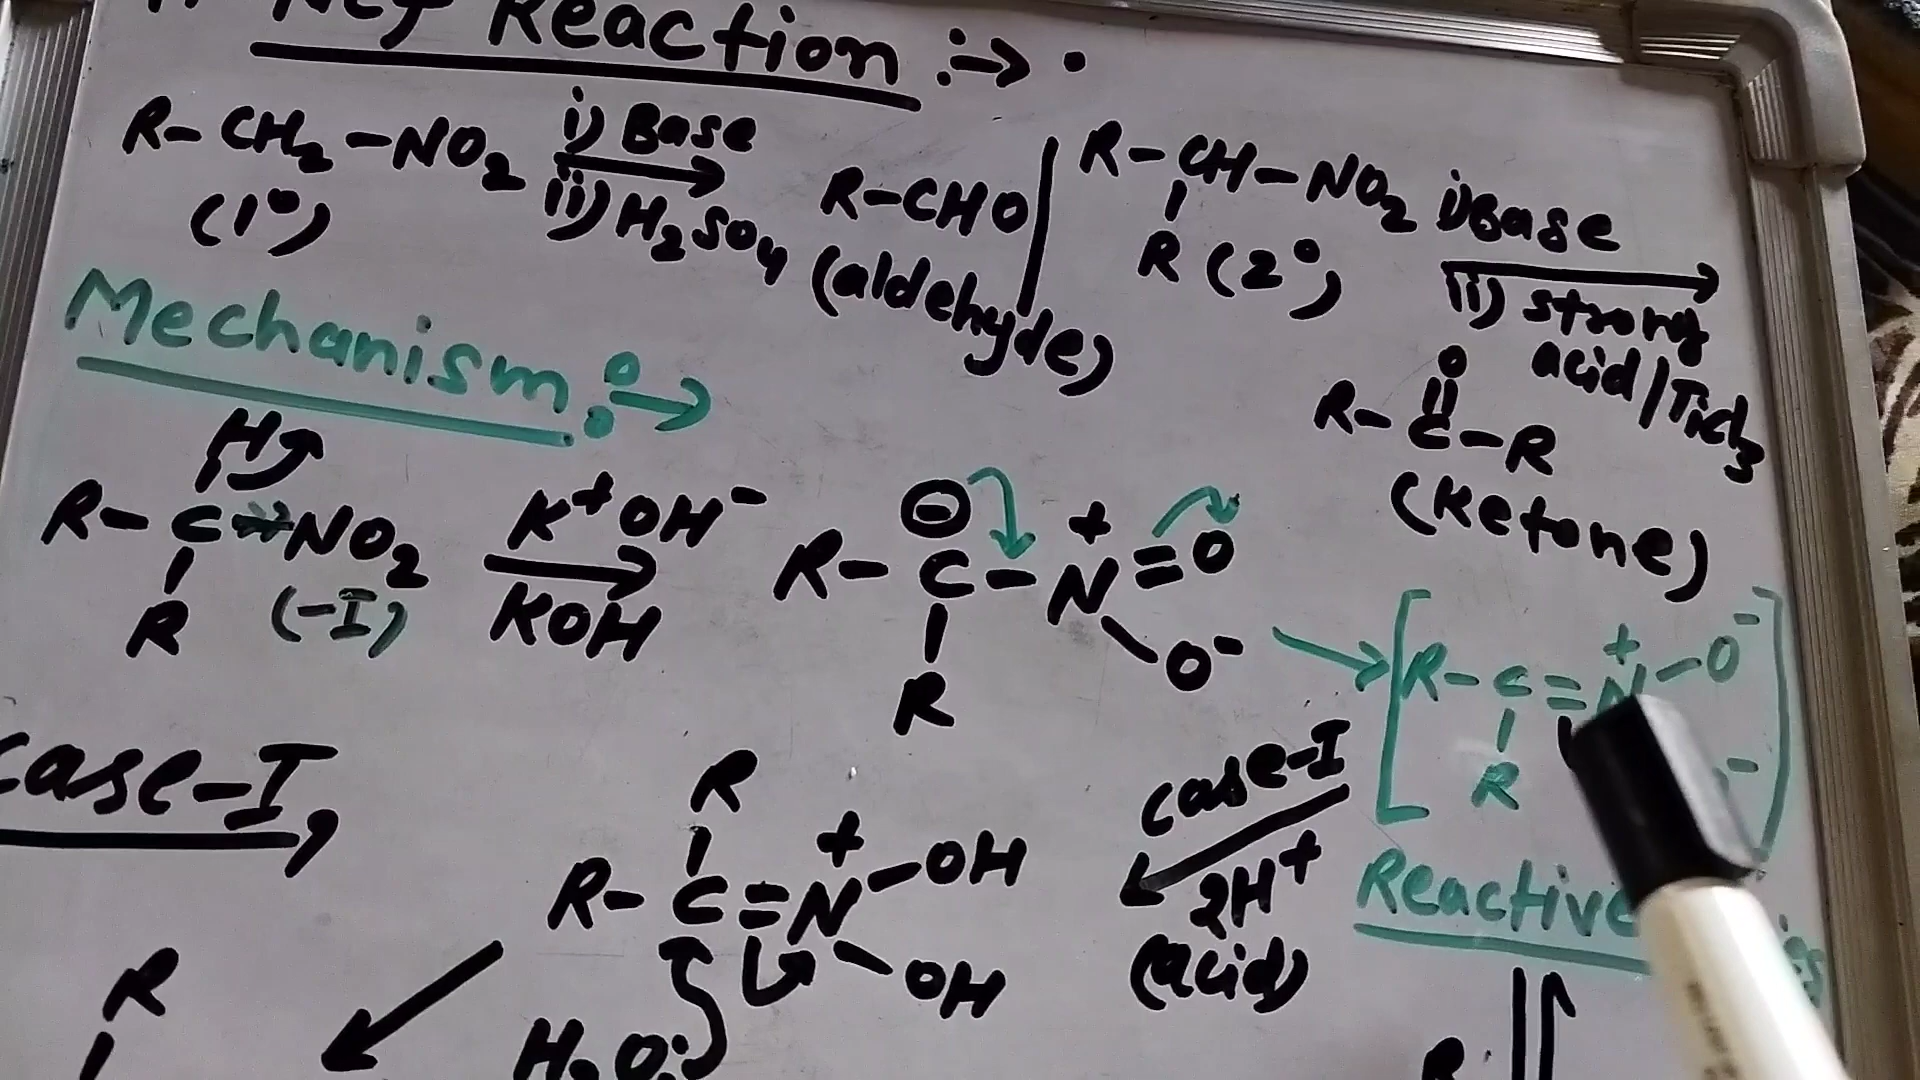 Nef Reaction :→ •
R-CH₂-NO₂ i) Base ii) H₂SO₄ → R-CHO
(1°) (aldehyde)
R-CH-NO₂ i) Base →
R (2°) ii) strong acid/TiCl₃
O
R-C-R
(Ketone)
Mechanism :→
H
R-C-NO₂ K⁺OH⁻ →
R (-I) KOH
⊖ +
R-C-N=O
R O⁻
→ [R-C=N-O⁻
+
R ⁻]
Reactive
Case-I,
Case-I
2H⁺
(acid)
R
R-C=N-OH
+
OH
H₂O:
R
R